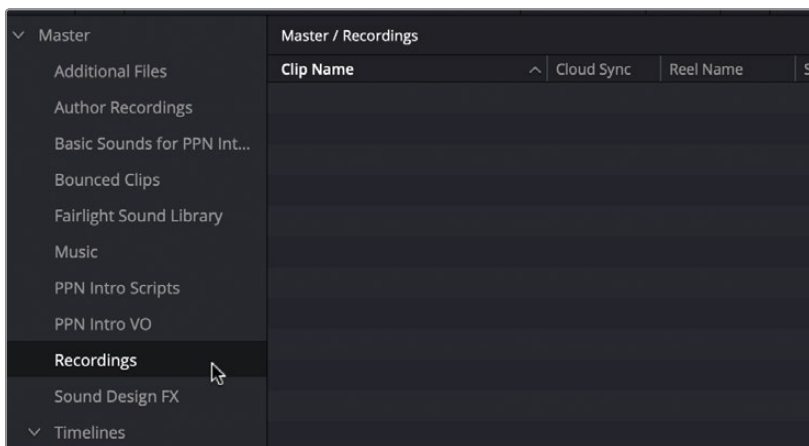 Master
Additional Files
Author Recordings
Basic Sounds for PPN Int...
Bounced Clips
Fairlight Sound Library
Music
PPN Intro Scripts
PPN Intro VO
Recordings
Sound Design FX
Timelines
Master / Recordings
Clip Name Cloud Sync Reel Name